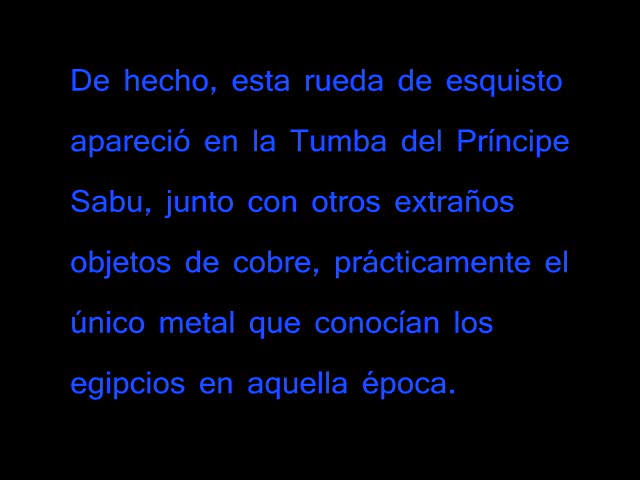 De hecho, esta rueda de esquisto
apareció en la Tumba del Príncipe
Sabu, junto con otros extraños
objetos de cobre, prácticamente el
único metal que conocían los
egipcios en aquella época.